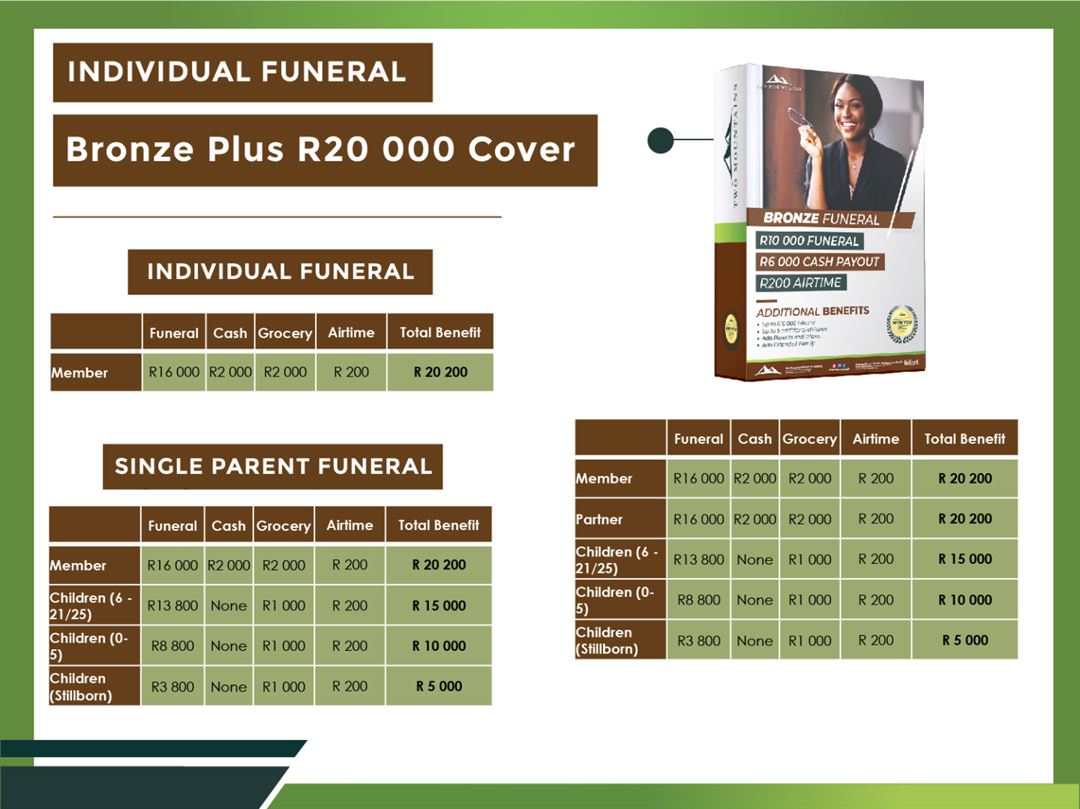 INDIVIDUAL FUNERAL
Bronze Plus R20 000 Cover
INDIVIDUAL FUNERAL
Funeral Cash Grocery Airtime Total Benefit
Member R16 000 R2 000 R2 000 R 200 R 20 200
SINGLE PARENT FUNERAL
Funeral Cash Grocery Airtime Total Benefit
Member R16 000 R2 000 R2 000 R 200 R 20 200
Children (6 -
21/25) R13 800 None R1 000 R 200 R 15 000
Children (0-
5) R8 800 None R1 000 R 200 R 10 000
Children
(Stillborn) R3 800 None R1 000 R 200 R 5 000
TWO MOUNTAINS
BRONZE FUNERAL
R10 000 FUNERAL
R6 000 CASH PAYOUT
R200 AIRTIME
ADDITIONAL BENEFITS
Funeral Cash Grocery Airtime Total Benefit
Member R16 000 R2 000 R2 000 R 200 R 20 200
Partner R16 000 R2 000 R2 000 R 200 R 20 200
Children (6 -
21/25) R13 800 None R1 000 R 200 R 15 000
Children (0-
5) R8 800 None R1 000 R 200 R 10 000
Children
(Stillborn) R3 800 None R1 000 R 200 R 5 000